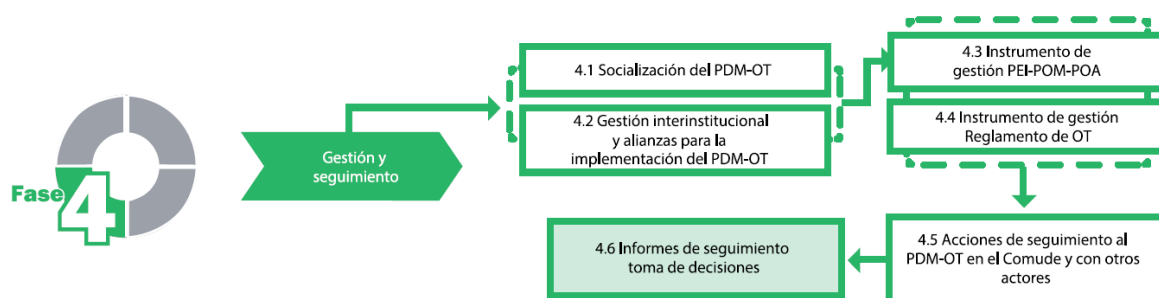 Fase 4
Gestión y
seguimiento
4.1 Socialización del PDM-OT
4.2 Gestión interinstitucional
y alianzas para la
implementación del PDM-OT
4.3 Instrumento de
gestión PEI-POM-POA
4.4 Instrumento de gestión
Reglamento de OT
4.5 Acciones de seguimiento al
PDM-OT en el Comude y con otros
actores
4.6 Informes de seguimiento
toma de decisiones